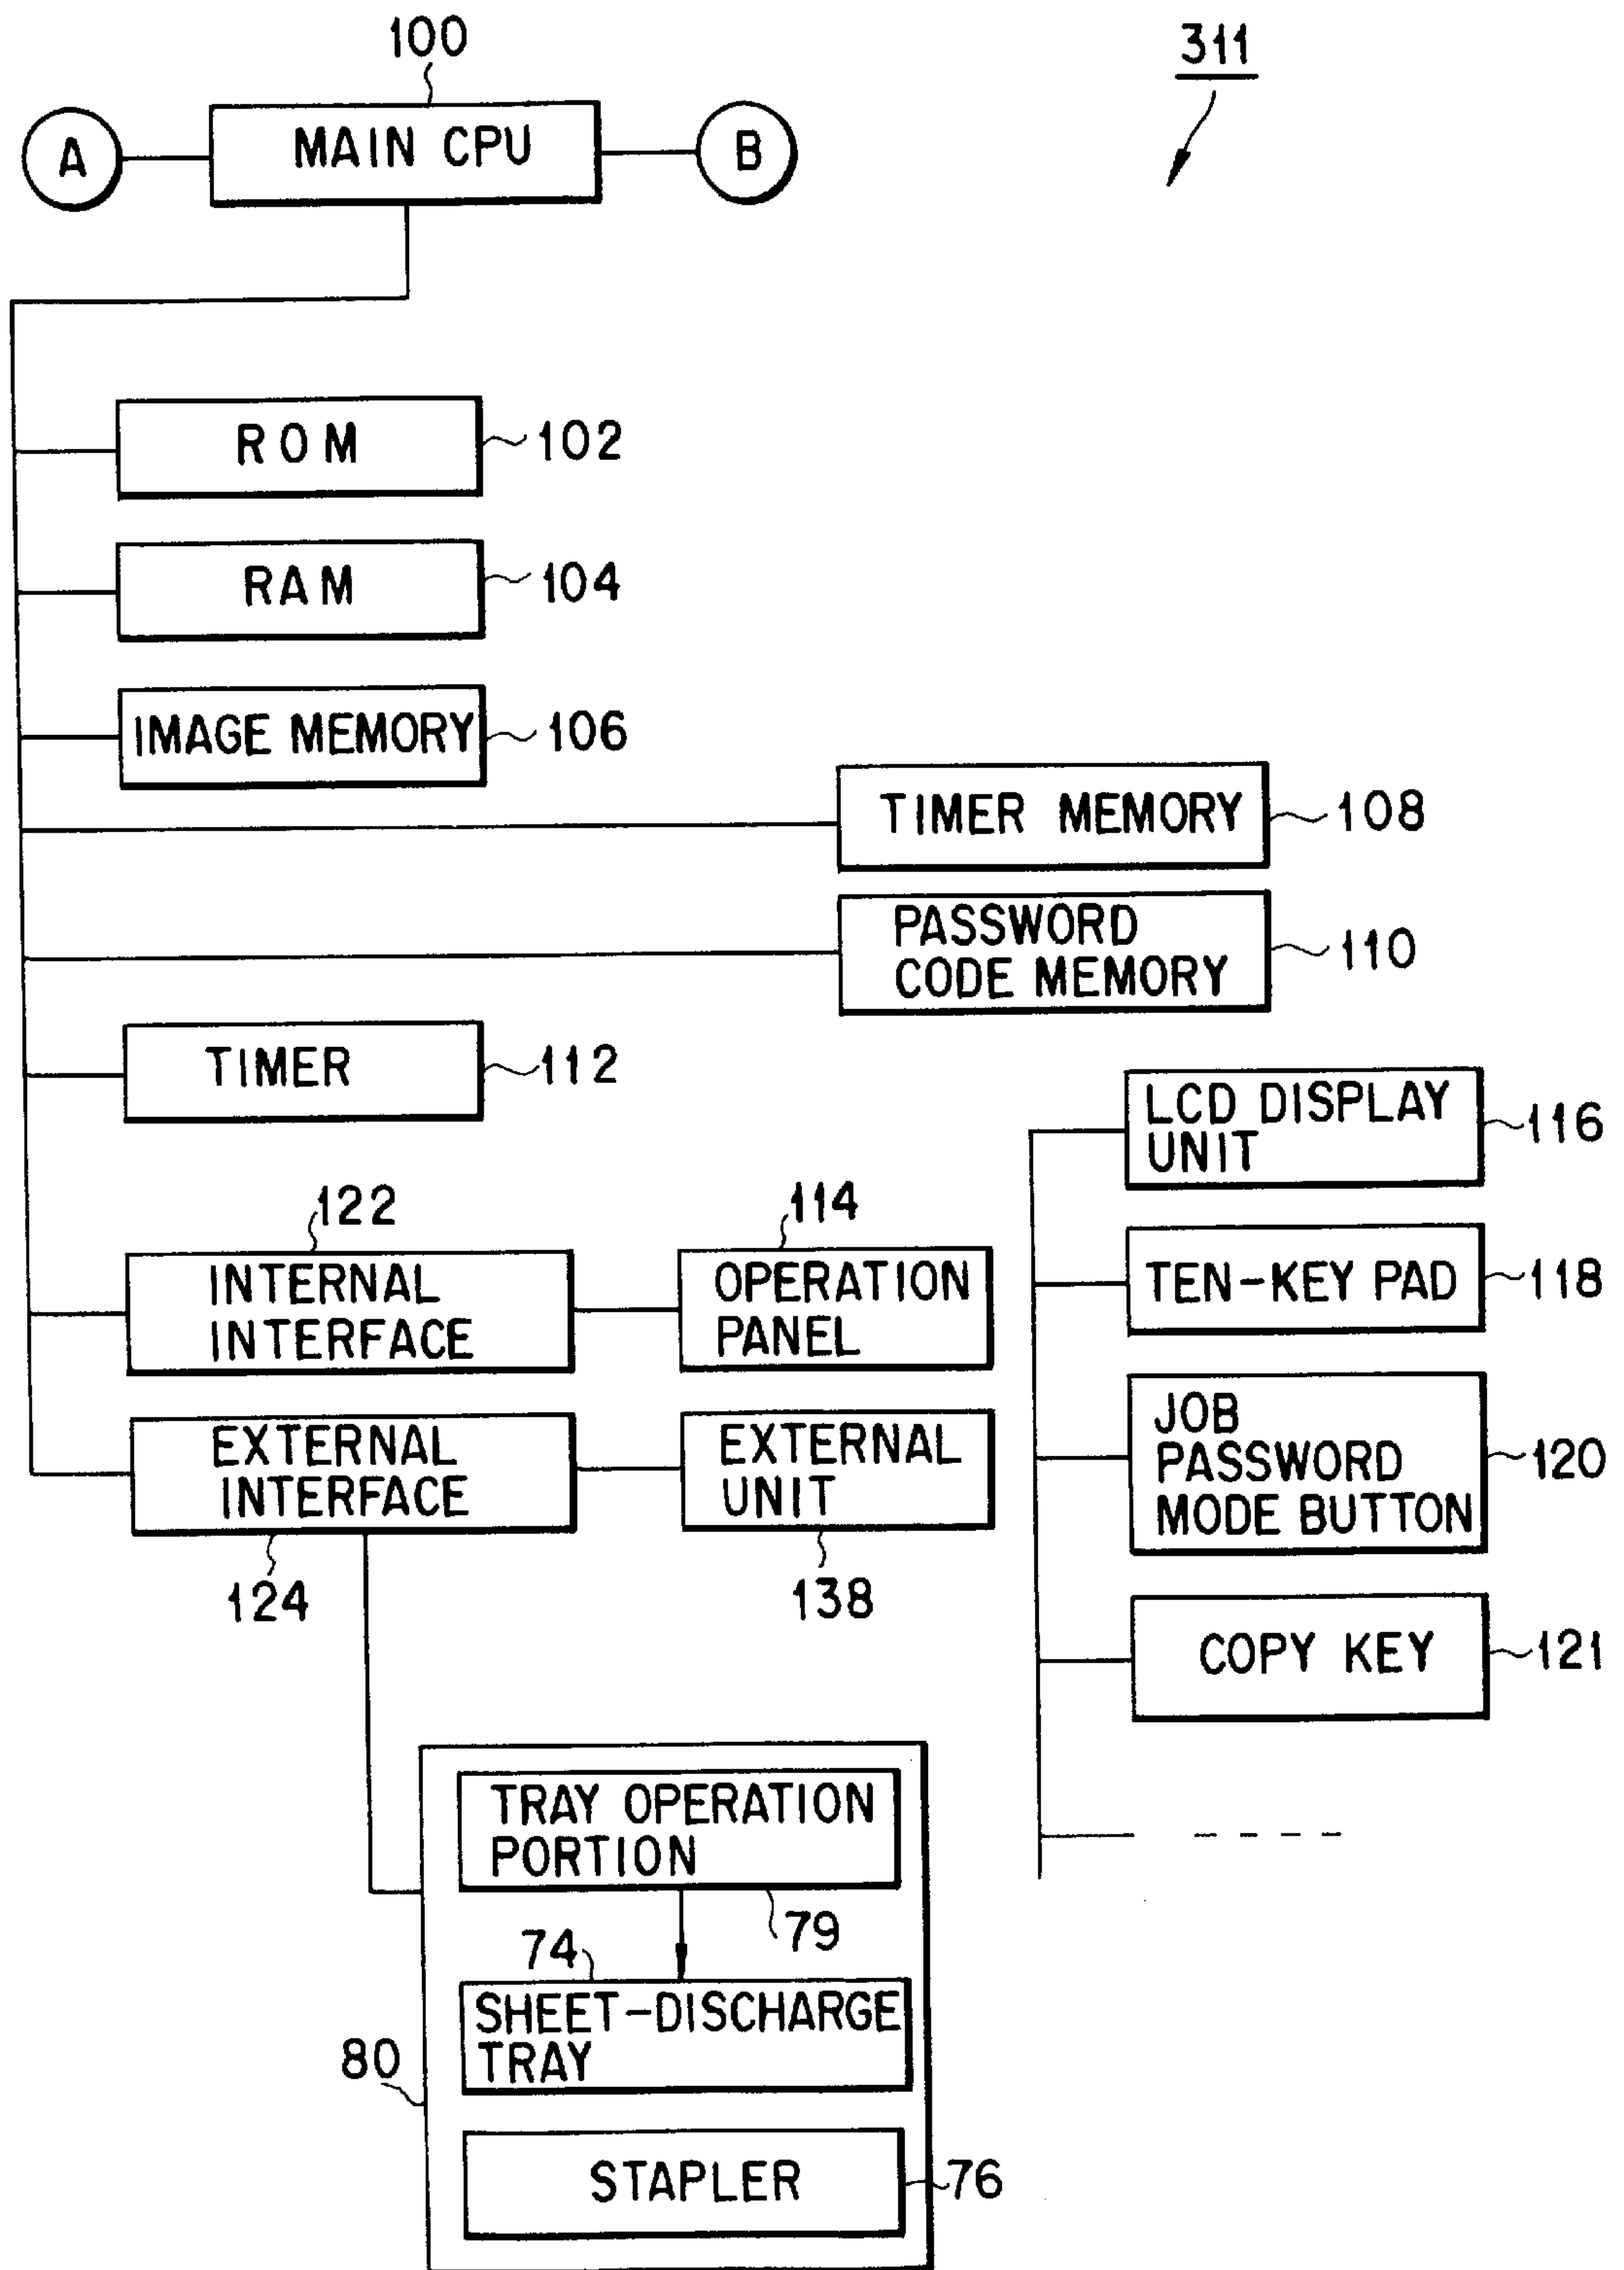 100
311
A
MAIN CPU
B
ROM
102
RAM
104
IMAGE MEMORY
106
TIMER MEMORY
108
PASSWORD
CODE MEMORY
110
TIMER
112
LCD DISPLAY
UNIT
116
122
114
INTERNAL
INTERFACE
OPERATION
PANEL
TEN-KEY PAD
118
EXTERNAL
INTERFACE
EXTERNAL
UNIT
JOB
PASSWORD
MODE BUTTON
120
124
138
COPY KEY
121
TRAY OPERATION
PORTION
79
74
SHEET-DISCHARGE
TRAY
80
STAPLER
76